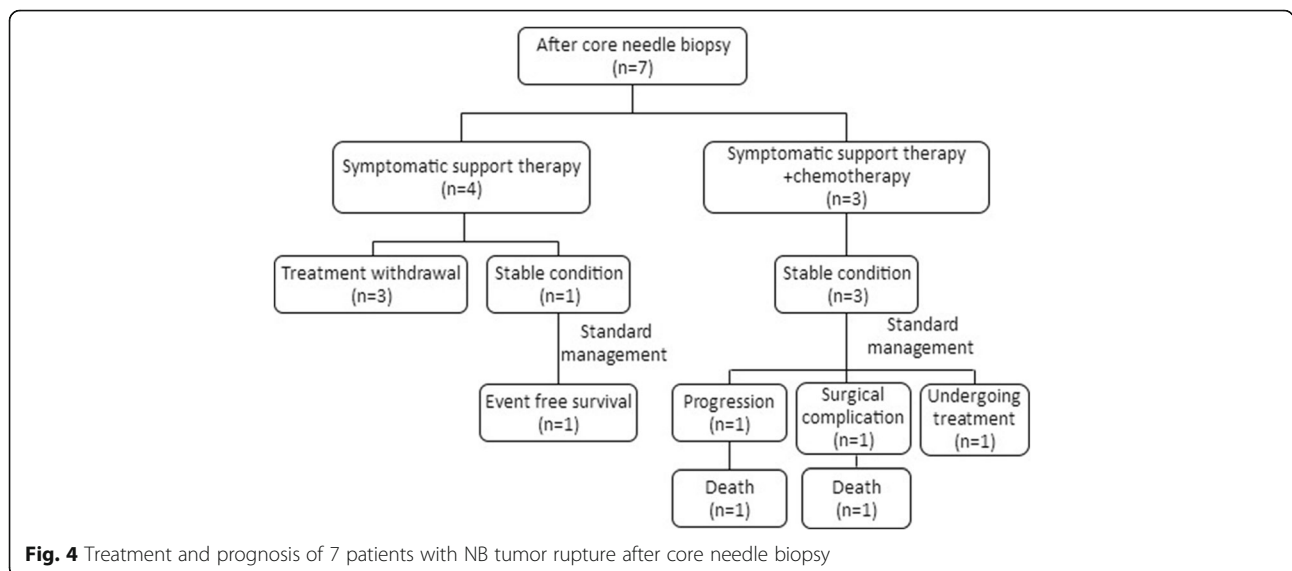 After core needle biopsy
(n=7)
Symptomatic support therapy
(n=4)
Symptomatic support therapy
+chemotherapy
(n=3)
Treatment withdrawal
(n=3)
Stable condition
(n=1)
Stable condition
(n=3)
Standard
management
Standard
management
Event free survival
(n=1)
Progression
(n=1)
Surgical
complication
(n=1)
Undergoing
treatment
(n=1)
Death
(n=1)
Death
(n=1)
Fig. 4 Treatment and prognosis of 7 patients with NB tumor rupture after core needle biopsy